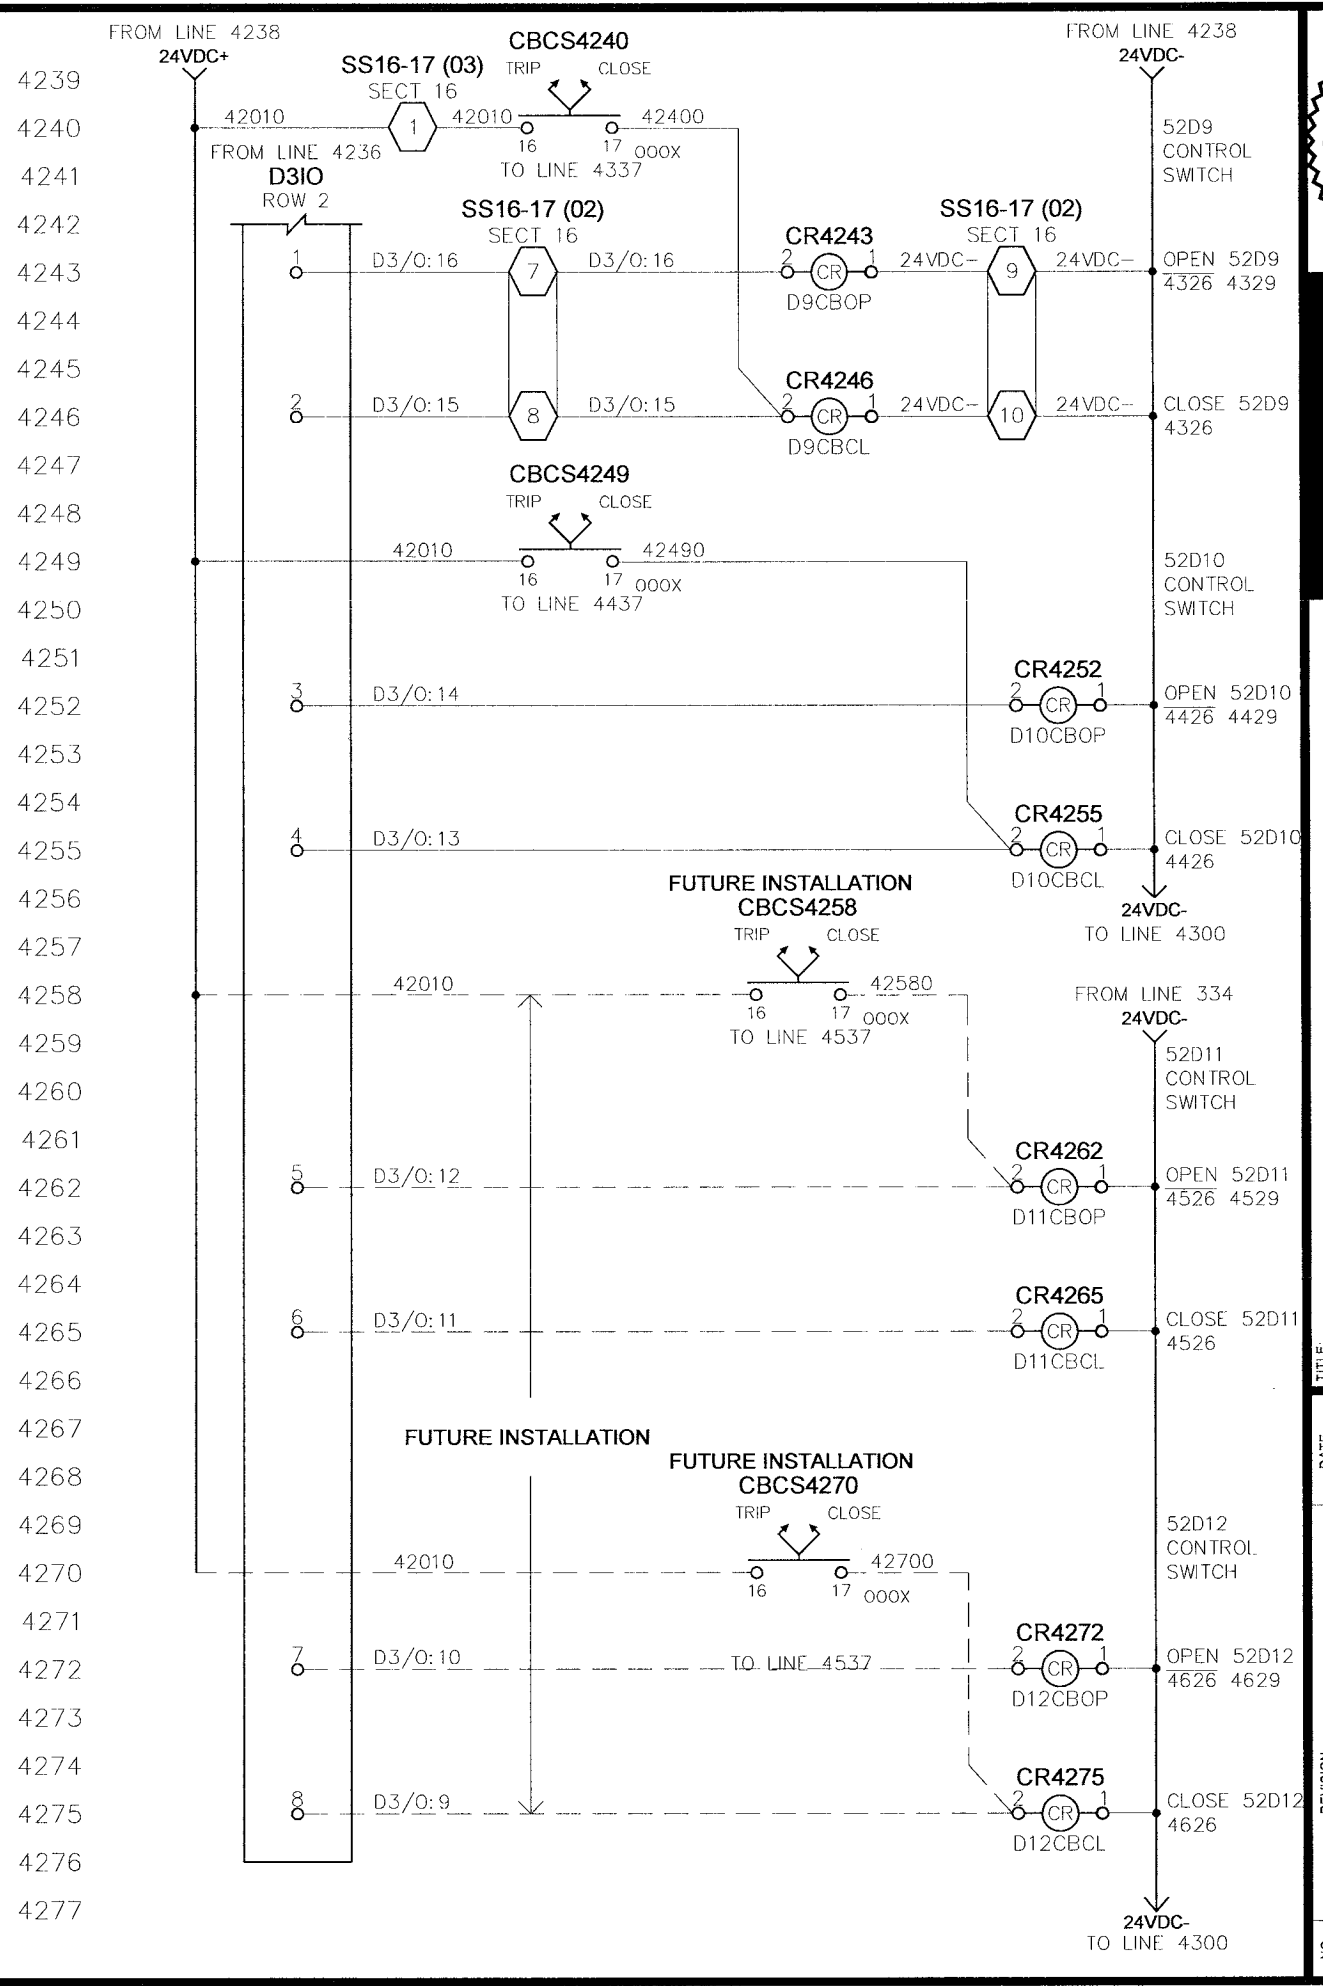 FROM LINE 4238
24VDC+
CBCS4240
TRIP CLOSE
FROM LINE 4238
24VDC-
4239
SS16-17 (03)
SECT 16
4240
42010
1
42010
16
17
42400
000X
TO LINE 4337
52D9
CONTROL
SWITCH
4241
FROM LINE 4236
D3IO
ROW 2
4242
SS16-17 (02)
SECT 16
SS16-17 (02)
SECT 16
4243
1
D3/O:16
7
D3/O:16
CR4243
2
CR
1
D9CBOP
24VDC-
9
24VDC-
OPEN 52D9
4326 4329
4244
4245
4246
2
D3/O:15
8
D3/O:15
CR4246
2
CR
1
D9CBCL
24VDC-
10
24VDC-
CLOSE 52D9
4326
4247
CBCS4249
4248
TRIP CLOSE
4249
42010
16
17
42490
000X
TO LINE 4437
52D10
CONTROL
SWITCH
4250
4251
4252
3
D3/O:14
CR4252
2
CR
1
D10CBOP
OPEN 52D10
4426 4429
4253
4254
4255
4
D3/O:13
CR4255
2
CR
1
D10CBCL
CLOSE 52D10
4426
4256
FUTURE INSTALLATION
CBCS4258
24VDC-
TO LINE 4300
4257
TRIP CLOSE
4258
42010
16
17
42580
000X
TO LINE 4537
FROM LINE 334
24VDC-
4259
52D11
CONTROL
SWITCH
4260
4261
4262
5
D3/O:12
CR4262
2
CR
1
D11CBOP
OPEN 52D11
4526 4529
4263
4264
4265
6
D3/O:11
CR4265
2
CR
1
D11CBCL
CLOSE 52D11
4526
4266
TITLE:
4267
FUTURE INSTALLATION
DATE
4268
FUTURE INSTALLATION
CBCS4270
4269
TRIP CLOSE
52D12
CONTROL
SWITCH
4270
42010
16
17
42700
000X
4271
4272
7
D3/O:10
TO LINE 4537
CR4272
2
CR
1
D12CBOP
OPEN 52D12
4626 4629
4273
4274
4275
8
D3/O:9
CR4275
2
CR
1
D12CBCL
CLOSE 52D12
4626
REVISION
4276
4277
24VDC-
TO LINE 4300